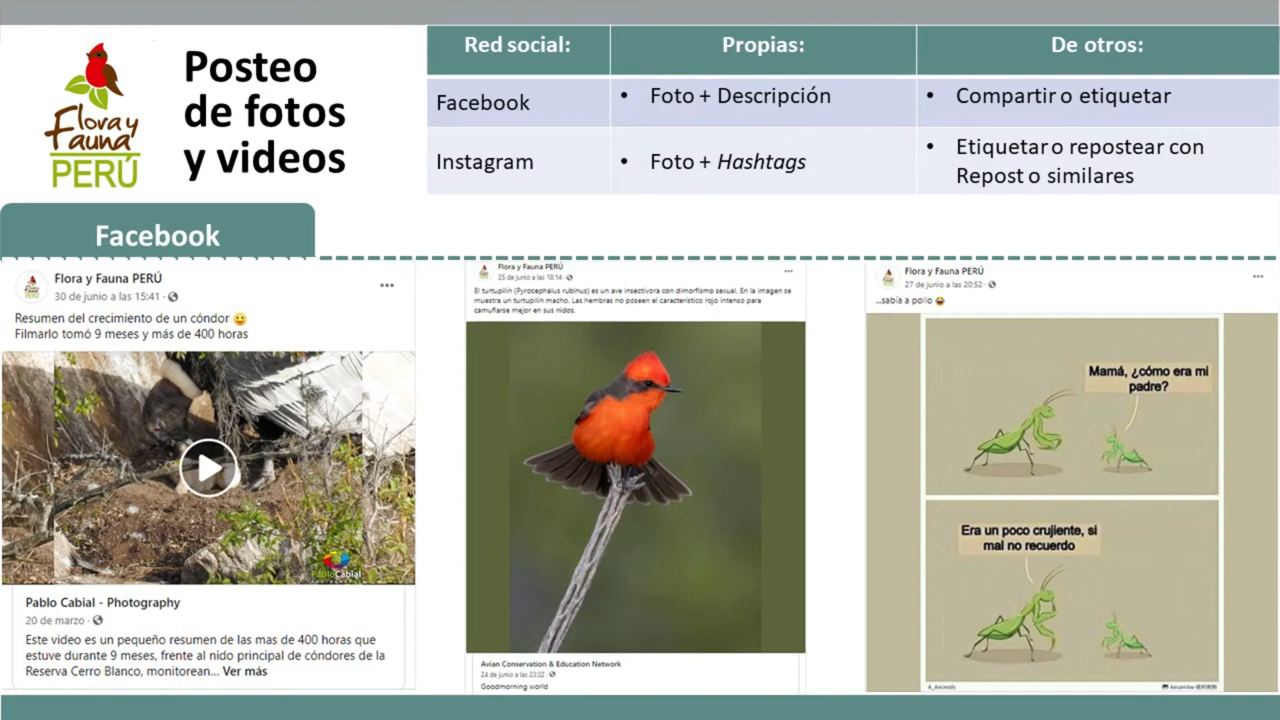 Flora y
Fauna
PERÚ
Posteo
de fotos
y videos
Red social:
Propias:
De otros:
Facebook
• Foto + Descripción
• Compartir o etiquetar
Instagram
• Foto + Hashtags
• Etiquetar o repostear con
Repost o similares
Facebook
Flora y Fauna PERÚ
30 de junio a las 15:41
Resumen del crecimiento de un cóndor 😃
Filmarlo tomó 9 meses y más de 400 horas
PabloCabial
Pablo Cabial - Photography
20 de marzo
Este video es un pequeño resumen de las mas de 400 horas que
estuve durante 9 meses, frente al nido principal de cóndores de la
Reserva Cerro Blanco, monitorean... Ver más
Flora y Fauna PERÚ
25 de junio a las 18:14
El turtupilín (Pyrocephalus rubinus) es un ave insectívora con dimorfismo sexual. En la imagen se
muestra un turtupilín macho. Las hembras no poseen el característico rojo intenso para
camuflarse mejor en sus nidos.
Avian Conservation & Education Network
24 de junio a las 23:22
Goodmorning world
Flora y Fauna PERÚ
27 de junio a las 20:52
...sabía a pollo 😂
Mamá, ¿cómo era mi
padre?
Era un poco crujiente, si
mal no recuerdo
A_Animals